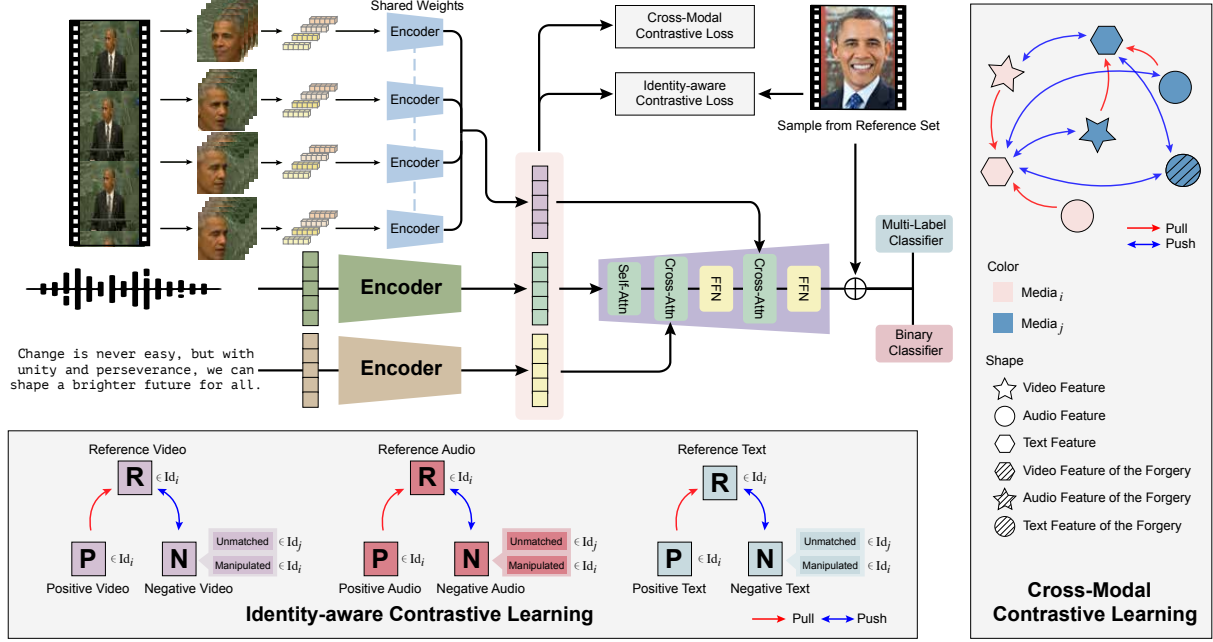 Shared Weights
Encoder
Encoder
Encoder
Encoder
Cross-Modal
Contrastive Loss
Identity-aware
Contrastive Loss
Sample from Reference Set
Encoder
Encoder
Change is never easy, but with
unity and perseverance, we can
shape a brighter future for all.
Self-Attn
Cross-Attn
FFN
Cross-Attn
FFN
Multi-Label
Classifier
Binary
Classifier
Reference Video
R ∈ Id_i
P ∈ Id_i
N
Unmatched ∈ Id_j
Manipulated ∈ Id_i
Positive Video
Negative Video
Reference Audio
R ∈ Id_i
P ∈ Id_i
N
Unmatched ∈ Id_j
Manipulated ∈ Id_i
Positive Audio
Negative Audio
Reference Text
R ∈ Id_i
P ∈ Id_i
N
Unmatched ∈ Id_j
Manipulated ∈ Id_i
Positive Text
Negative Text
Identity-aware Contrastive Learning
Pull
Push
Pull
Push
Color
Media_i
Media_j
Shape
Video Feature
Audio Feature
Text Feature
Video Feature of the Forgery
Audio Feature of the Forgery
Text Feature of the Forgery
Cross-Modal
Contrastive Learning